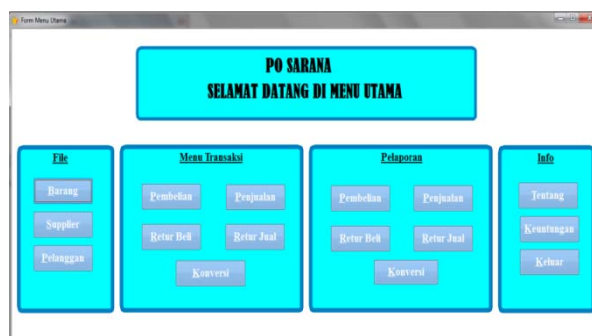 Form Menu Utama
PO SARANA
SELAMAT DATANG DI MENU UTAMA
File
Barang
Supplier
Pelanggan
Menu Transaksi
Pembelian Penjualan
Retur Beli Retur Jual
Konversi
Pelaporan
Pembelian Penjualan
Retur Beli Retur Jual
Konversi
Info
Tentang
Keuntungan
Keluar